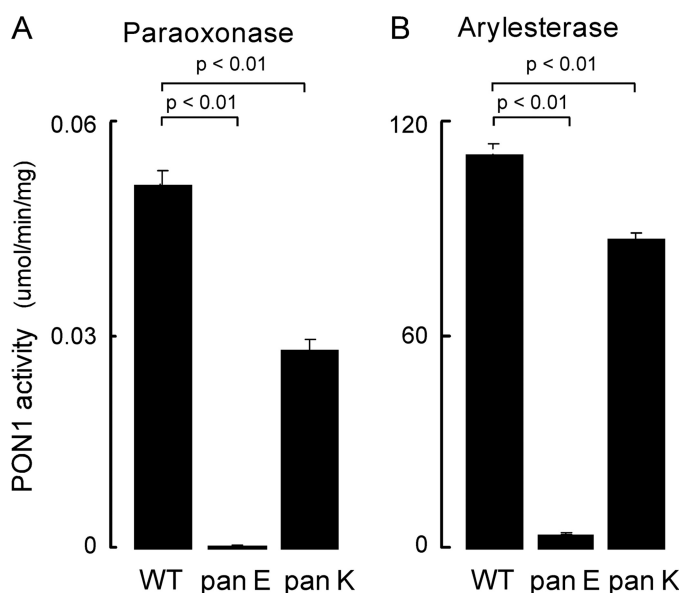 A
Paraoxonase
p < 0.01
p < 0.01
0.06
0.03
0
PON1 activity (umol/min/mg)
WT pan E pan K
B
Arylesterase
p < 0.01
p < 0.01
120
60
0
WT pan E pan K